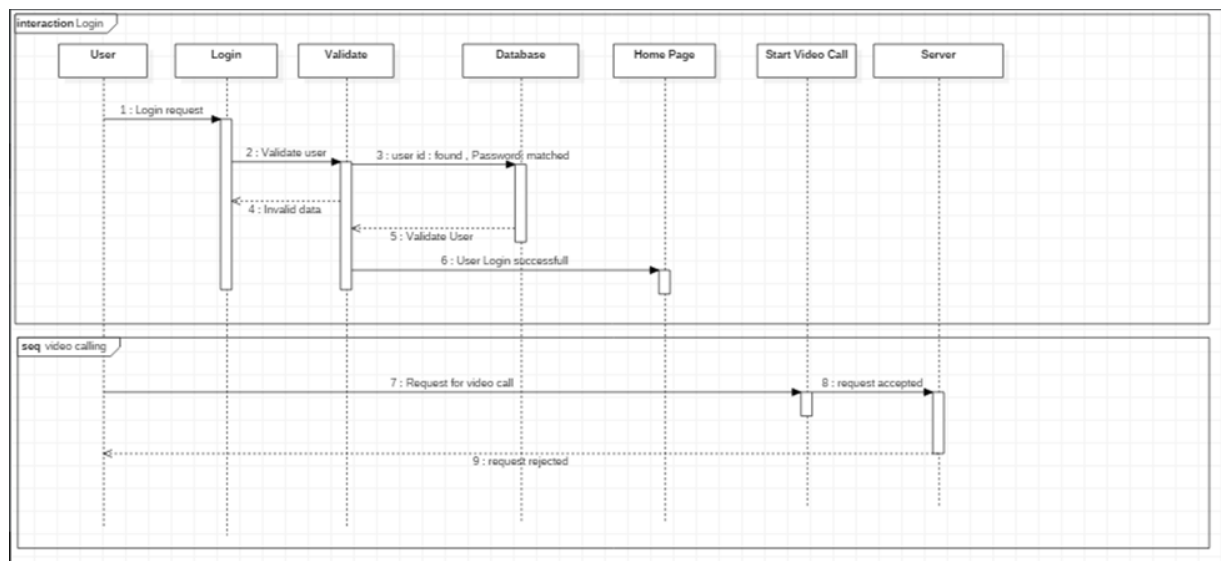 interaction Login
User
Login
Validate
Database
Home Page
Start Video Call
Server
1 : Login request
2 : Validate user
3 : user id : found , Password matched
4 : Invalid data
5 : Validate User
6 : User Login successfull
seq video calling
7 : Request for video call
8 : request accepted
9 : request rejected